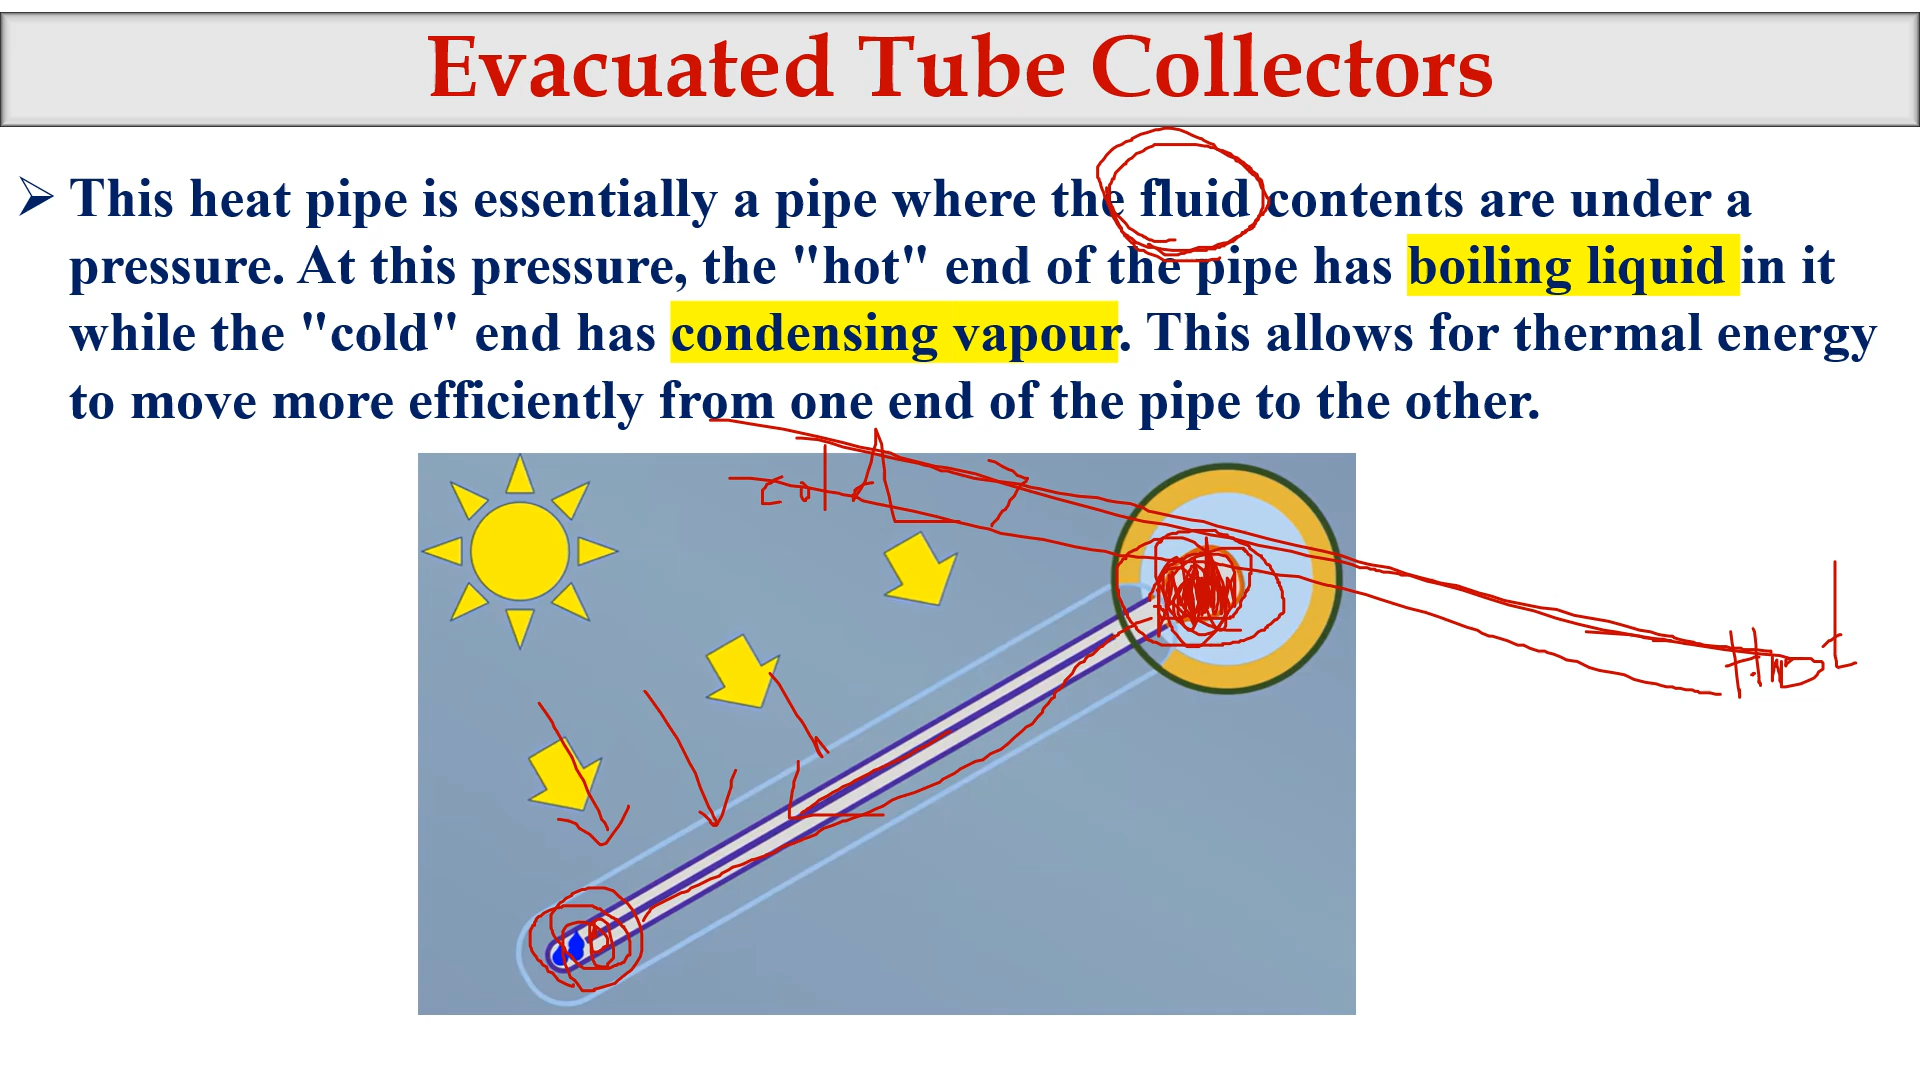 Evacuated Tube Collectors
➢ This heat pipe is essentially a pipe where the fluid contents are under a
pressure. At this pressure, the "hot" end of the pipe has boiling liquid in it
while the "cold" end has condensing vapour. This allows for thermal energy
to move more efficiently from one end of the pipe to the other.
cold
Hot